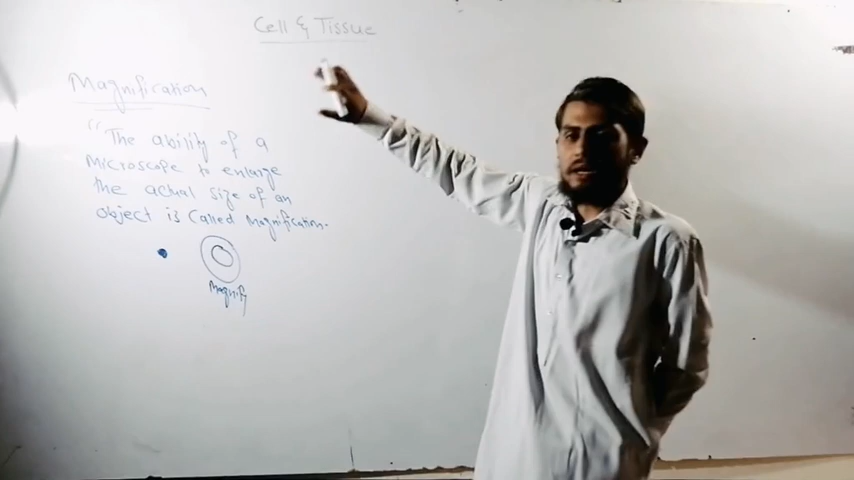 Cell & Tissue
Magnification
"The ability of a
Microscope to enlarge
the actual size of an
object is called Magnification.
Magnify